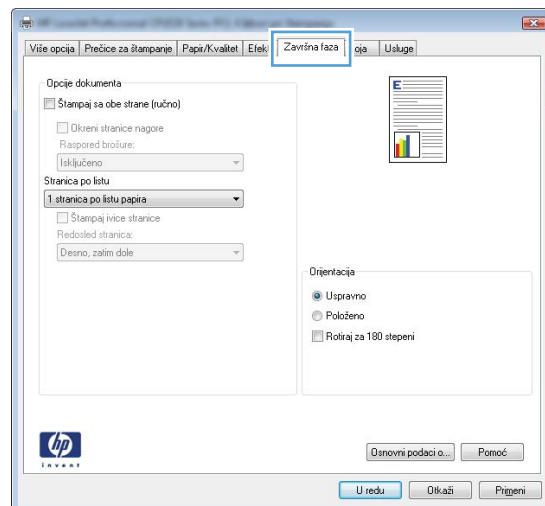 Više opcija Prečice za štampanje Papir/Kvalitet Efek Završna faza oja Usluge
Opcije dokumenta
Štampaj sa obe strane (ručno)
Okreni stranice nagore
Raspored brošure:
Isključeno
Stranica po listu
1 stranica po listu papira
Štampaj ivice stranice
Redosled stranica:
Desno, zatim dole
E
Orijentacija
Uspravno
Položeno
Rotiraj za 180 stepeni
hp
invent
Osnovni podaci o... Pomoć
U redu Otkaži Primeni